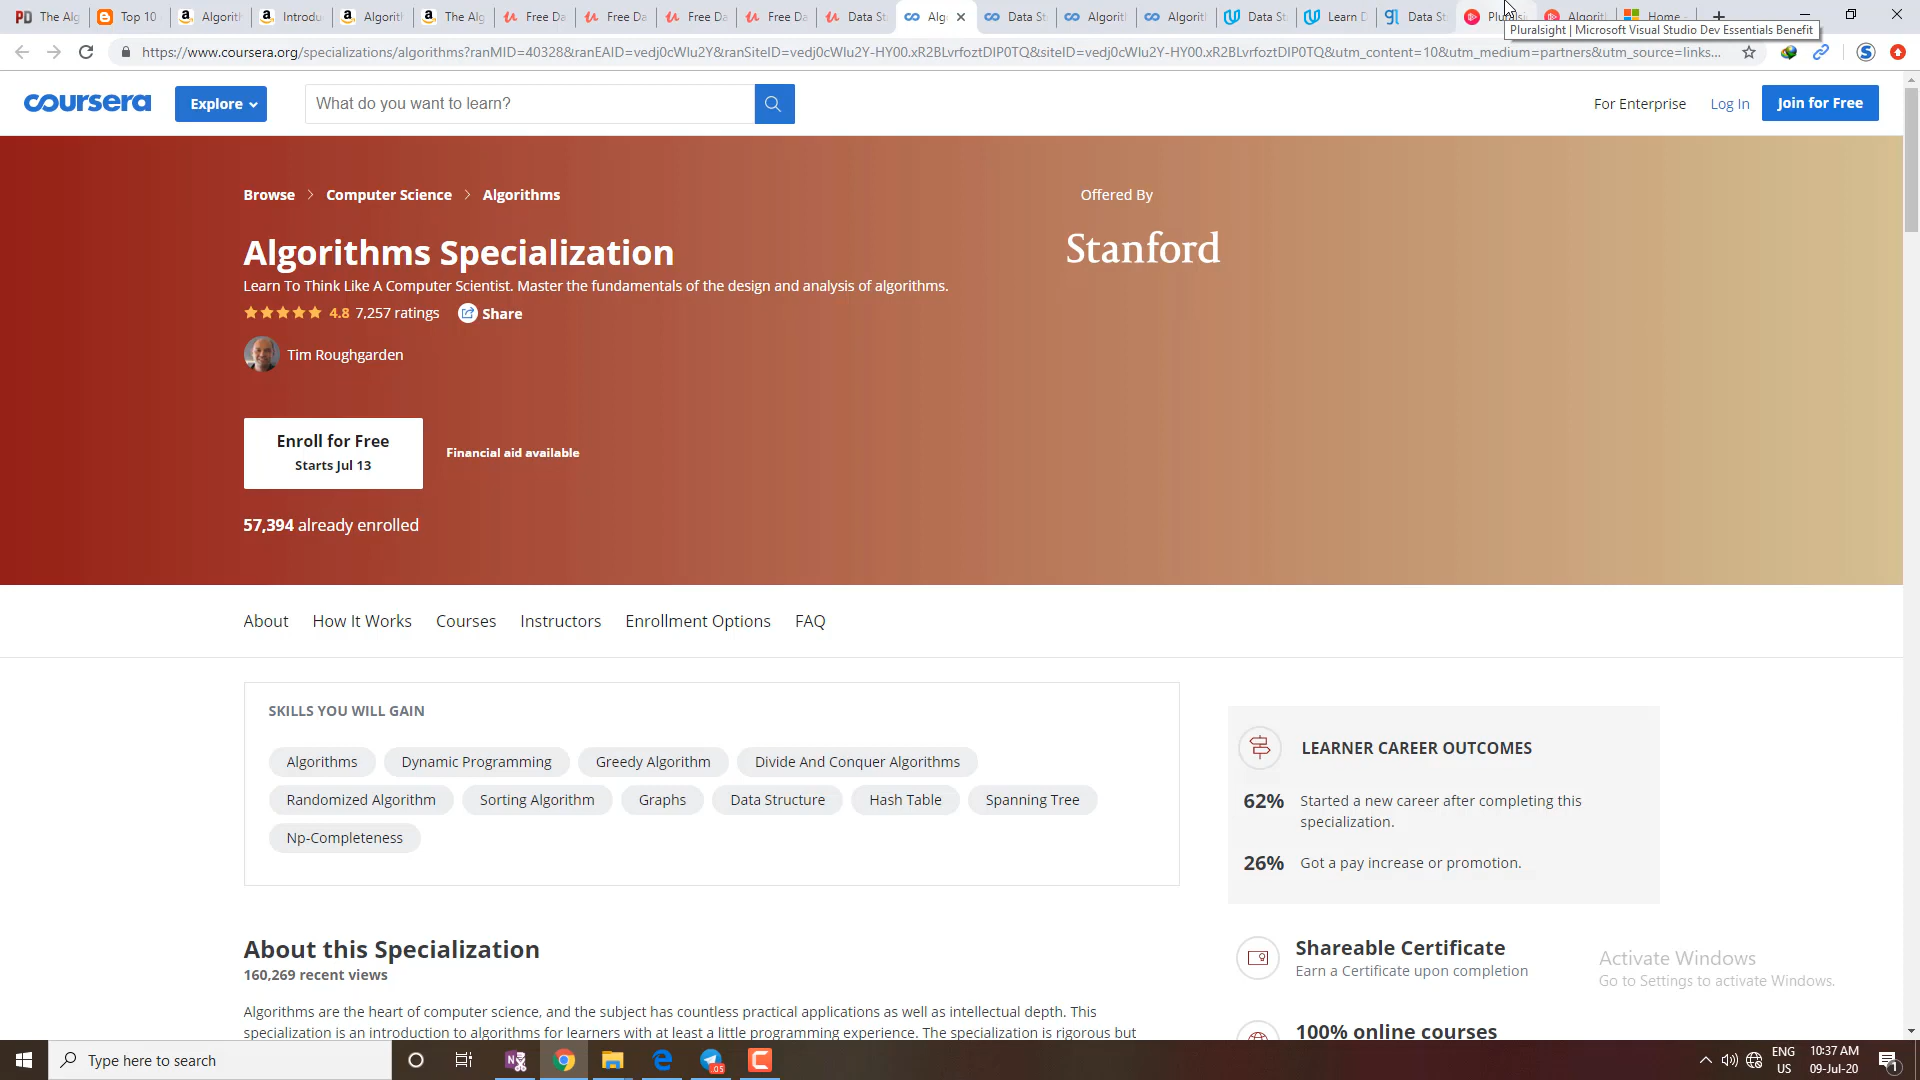 The Alg
Top 10
Algorit
Introdu
Algorit
The Alg
Free Da
Free Da
Free Da
Free Da
Data St
Alg
Data St
Algorit
Algorit
Data St
Learn D
Data St
Plurals
Algorit
Home -
Pluralsight | Microsoft Visual Studio Dev Essentials Benefit
https://www.coursera.org/specializations/algorithms?ranMID=40328&ranEAID=vedj0cWlu2Y&ranSiteID=vedj0cWlu2Y-HY00.xR2BLvrfoztDIP0TQ&siteID=vedj0cWlu2Y-HY00.xR2BLvrfoztDIP0TQ&utm_content=10&utm_medium=partners&utm_source=links...
coursera
Explore
What do you want to learn?
For Enterprise
Log In
Join for Free
Browse > Computer Science > Algorithms
Offered By
Algorithms Specialization
Stanford
Learn To Think Like A Computer Scientist. Master the fundamentals of the design and analysis of algorithms.
4.8 7,257 ratings
Share
Tim Roughgarden
Enroll for Free
Starts Jul 13
Financial aid available
57,394 already enrolled
About
How It Works
Courses
Instructors
Enrollment Options
FAQ
SKILLS YOU WILL GAIN
Algorithms
Dynamic Programming
Greedy Algorithm
Divide And Conquer Algorithms
Randomized Algorithm
Sorting Algorithm
Graphs
Data Structure
Hash Table
Spanning Tree
Np-Completeness
LEARNER CAREER OUTCOMES
62% Started a new career after completing this
specialization.
26% Got a pay increase or promotion.
About this Specialization
160,269 recent views
Algorithms are the heart of computer science, and the subject has countless practical applications as well as intellectual depth. This
specialization is an introduction to algorithms for learners with at least a little programming experience. The specialization is rigorous but
Shareable Certificate
Earn a Certificate upon completion
100% online courses
Activate Windows
Go to Settings to activate Windows.
Type here to search
ENG
US
10:37 AM
09-Jul-20